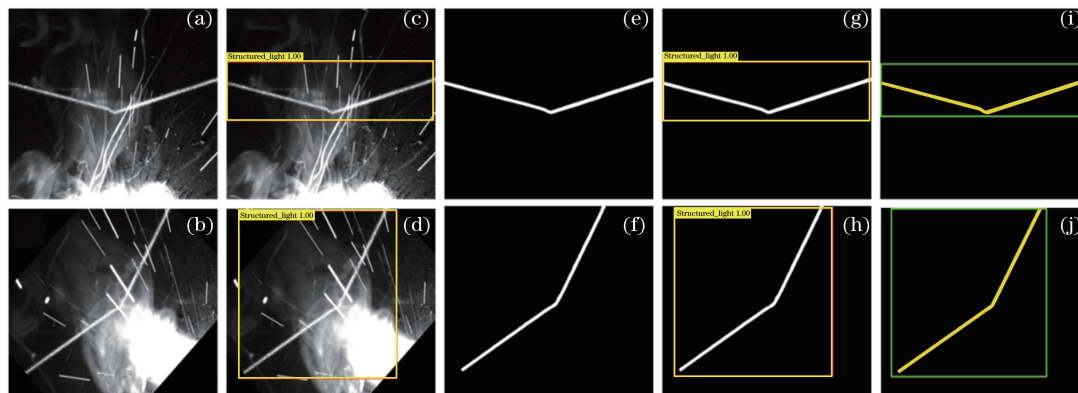 (a)
(c)
(e)
(g)
(i)
Structured_light 1.00
Structured_light 1.00
(b)
(d)
(f)
(h)
(j)
Structured_light 1.00
Structured_light 1.00